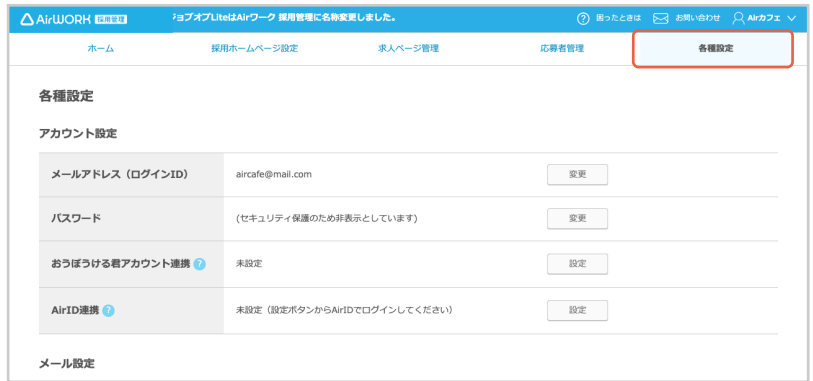 AirWORK 採用管理 ジョブオプLiteはAirワーク 採用管理に名称変更しました。 ? 困ったときは お問い合わせ Airカフェ
ホーム 採用ホームページ設定 求人ページ管理 応募者管理 各種設定
各種設定
アカウント設定
メールアドレス（ログインID） aircafe@mail.com 変更
パスワード (セキュリティ保護のため非表示としています) 変更
おうぼうける君アカウント連携 ? 未設定 設定
AirID連携 ? 未設定（設定ボタンからAirIDでログインしてください） 設定
メール設定